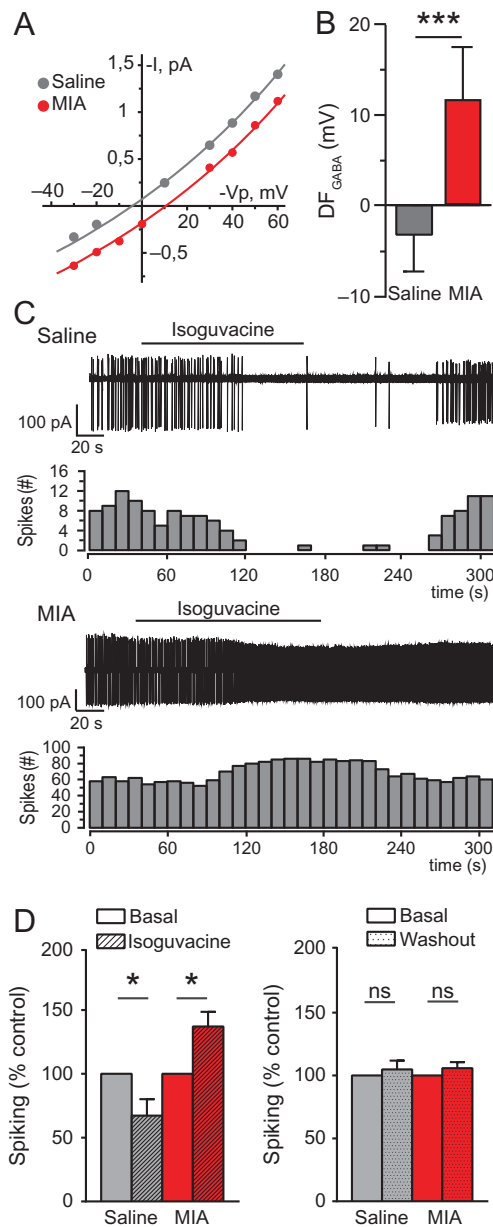 A
Saline
MIA
-I, pA
1,5
1
0,5
−0,5
−40
−20
0
20
40
60
-Vp, mV
B
***
DF GABA (mV)
20
10
0
−10
Saline
MIA
C
Saline
Isoguvacine
100 pA
20 s
Spikes (#)
16
12
8
4
0
0
60
120
180
240
300
time (s)
MIA
Isoguvacine
100 pA
20 s
Spikes (#)
100
80
60
40
20
0
0
60
120
180
240
300
time (s)
D
Basal
Isoguvacine
Spiking (% control)
200
150
100
50
0
*
*
Saline
MIA
Basal
Washout
Spiking (% control)
200
150
100
50
0
ns
ns
Saline
MIA